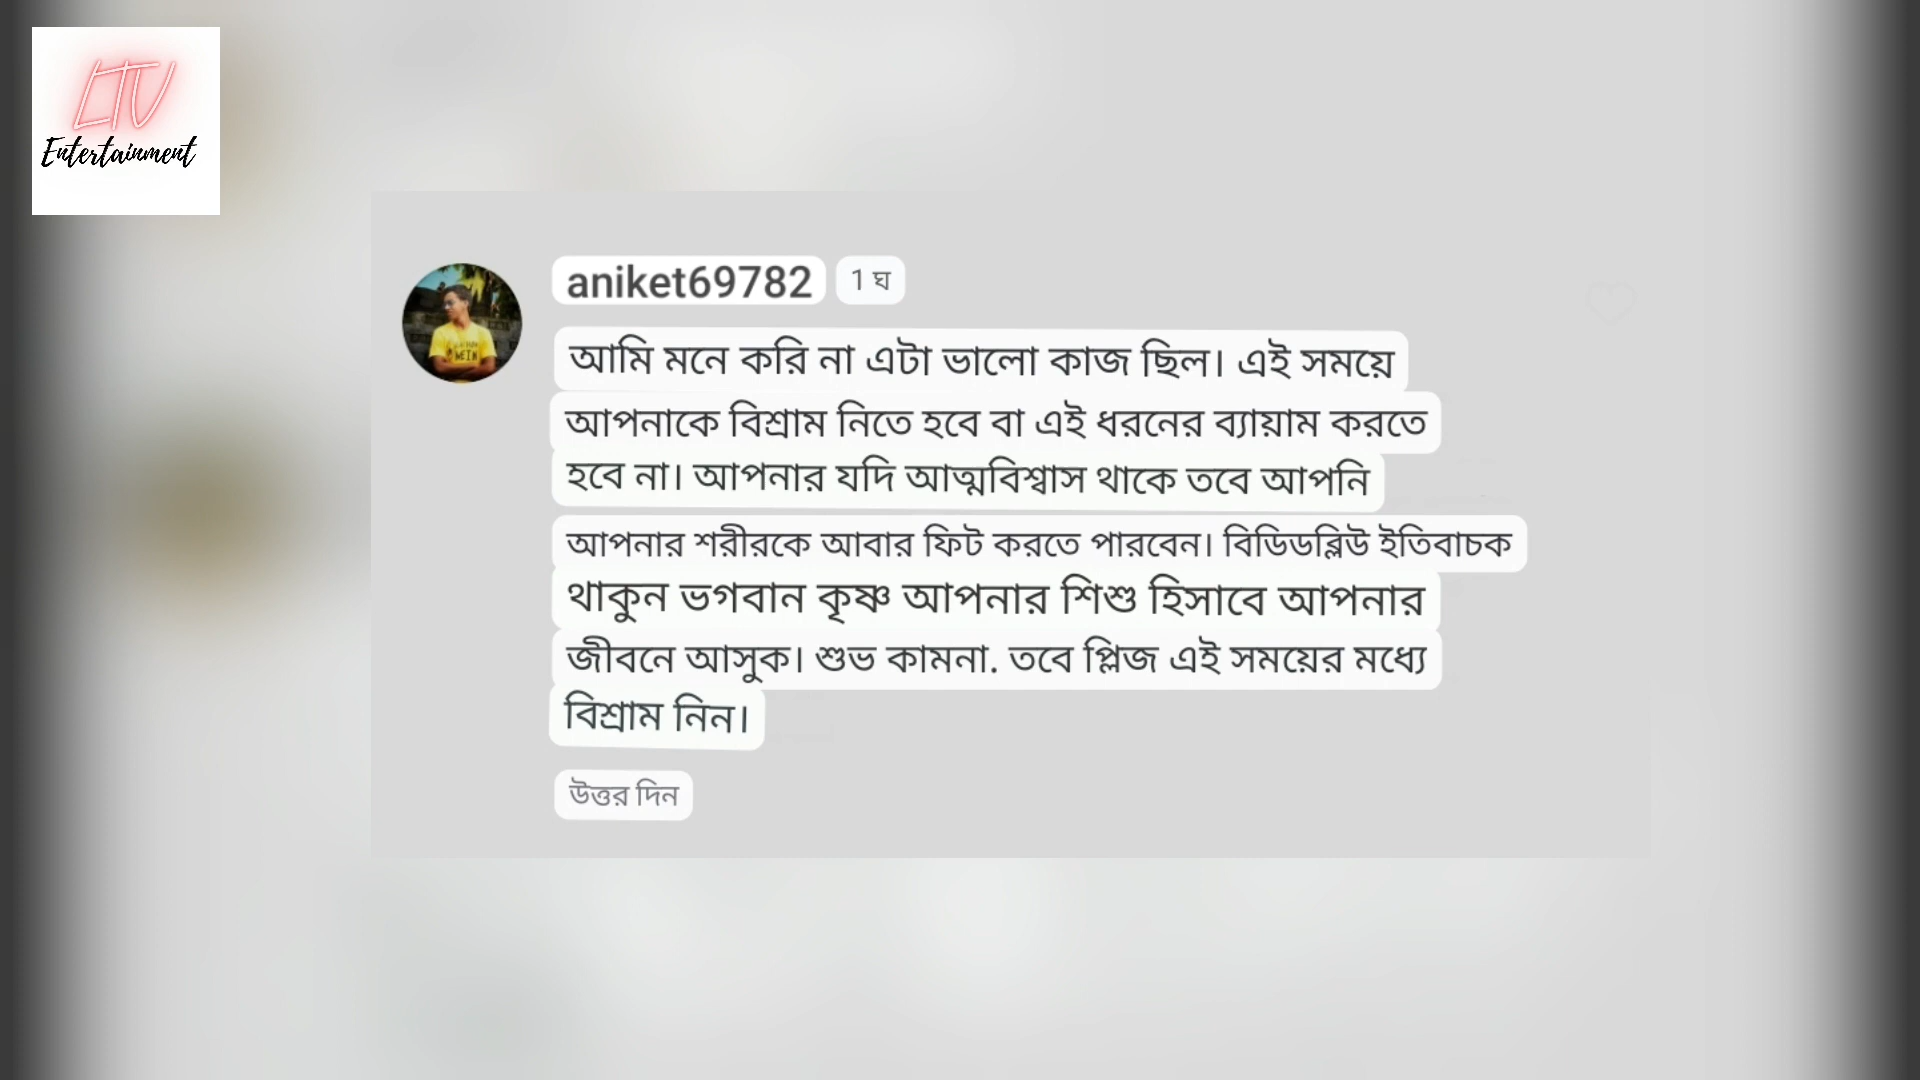 LTV
Entertainment
aniket69782 1 ঘ
আমি মনে করি না এটা ভালো কাজ ছিল। এই সময়ে
আপনাকে বিশ্রাম নিতে হবে বা এই ধরনের ব্যায়াম করতে
হবে না। আপনার যদি আত্মবিশ্বাস থাকে তবে আপনি
আপনার শরীরকে আবার ফিট করতে পারবেন। বিডিডব্লিউ ইতিবাচক
থাকুন ভগবান কৃষ্ণ আপনার শিশু হিসাবে আপনার
জীবনে আসুক। শুভ কামনা. তবে প্লিজ এই সময়ের মধ্যে
বিশ্রাম নিন।
উত্তর দিন